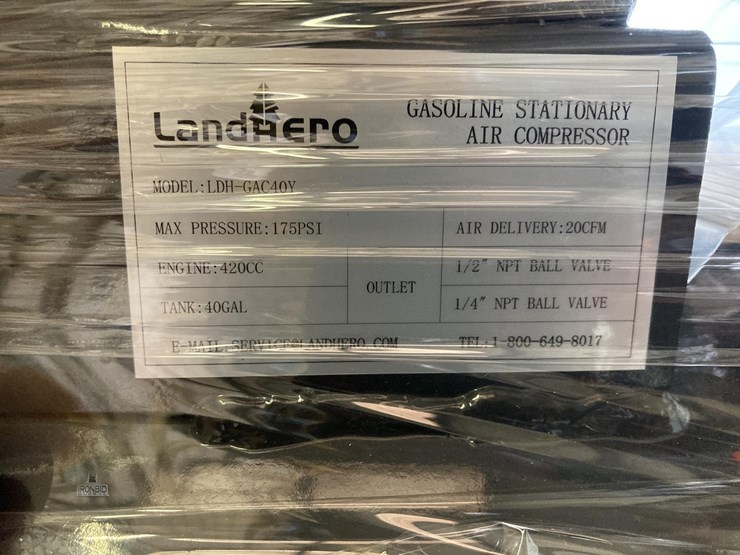 LandHero
GASOLINE STATIONARY
AIR COMPRESSOR
MODEL:LDH-GAC40Y
MAX PRESSURE:175PSI
AIR DELIVERY:20CFM
ENGINE:420CC
OUTLET
1/2" NPT BALL VALVE
TANK:40GAL
1/4" NPT BALL VALVE
E-MAIL:SERVICE@LANDHERO.COM
TEL:1-800-649-8017
IRONBID